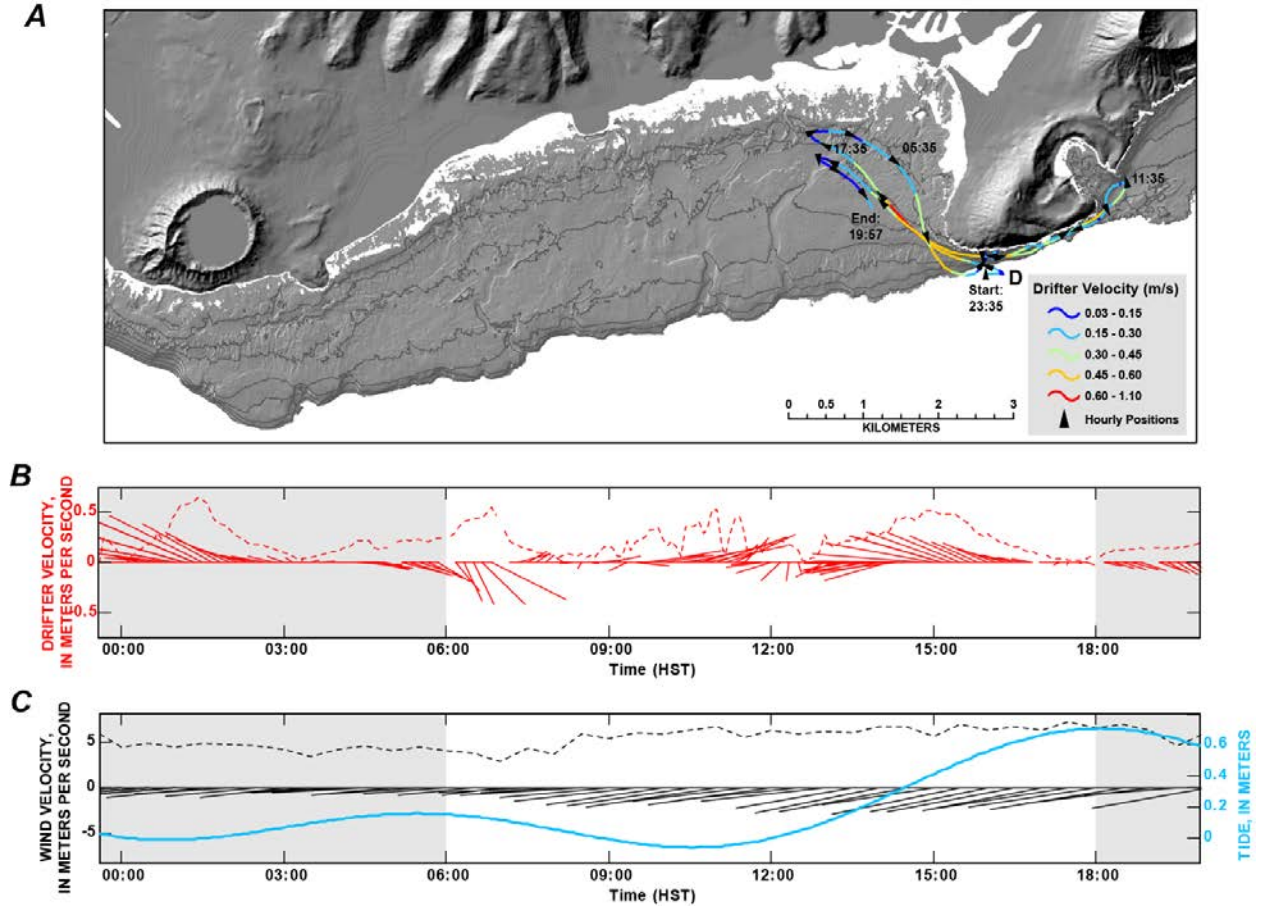 A
17:35
05:35
11:35
End:
19:57
D
Start:
23:35
Drifter Velocity (m/s)
0.03 - 0.15
0.15 - 0.30
0.30 - 0.45
0.45 - 0.60
0.60 - 1.10
Hourly Positions
0 0.5 1 2 3
KILOMETERS
B
DRIFTER VELOCITY,
IN METERS PER SECOND
0.5
0
-0.5
00:00 03:00 06:00 09:00 12:00 15:00 18:00
Time (HST)
C
WIND VELOCITY,
IN METERS PER SECOND
5
0
-5
0.6
0.4
0.2
0
TIDE, IN METERS
00:00 03:00 06:00 09:00 12:00 15:00 18:00
Time (HST)